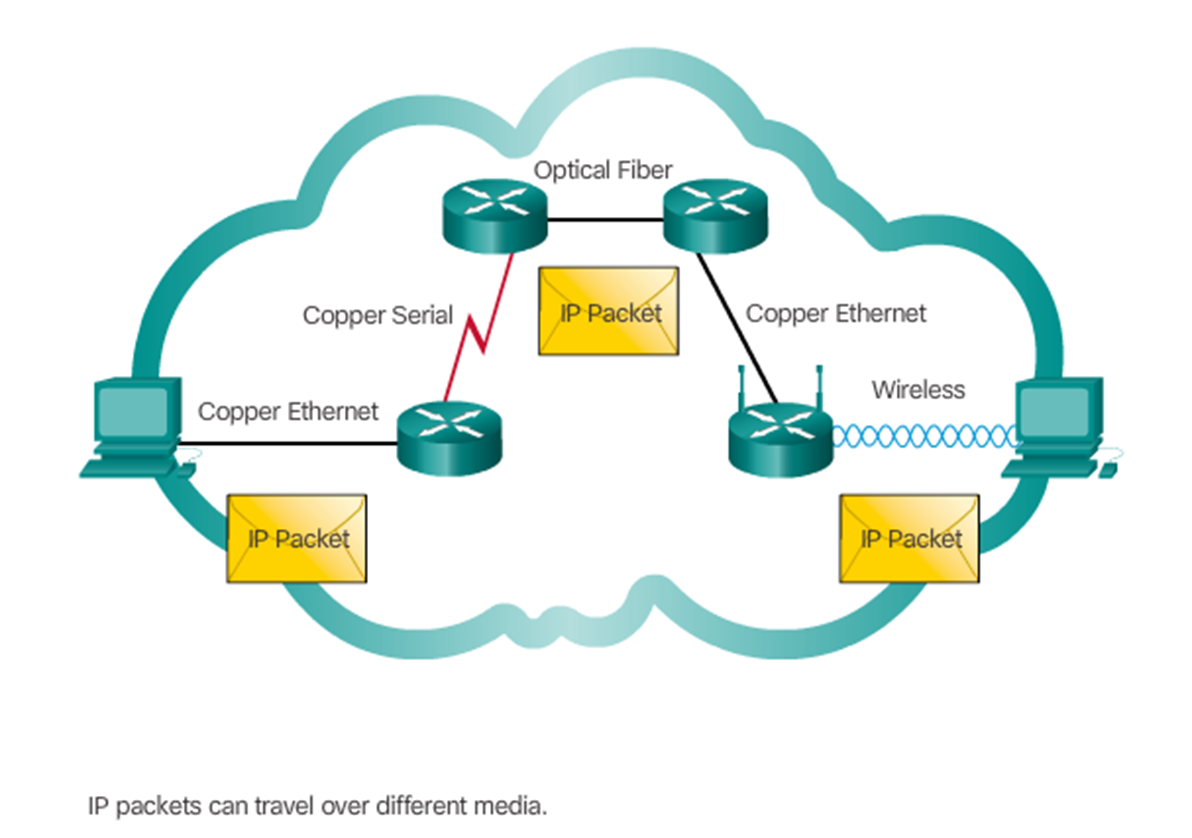 Optical Fiber
Copper Serial
IP Packet
Copper Ethernet
Wireless
Copper Ethernet
IP Packet
IP Packet
IP packets can travel over different media.